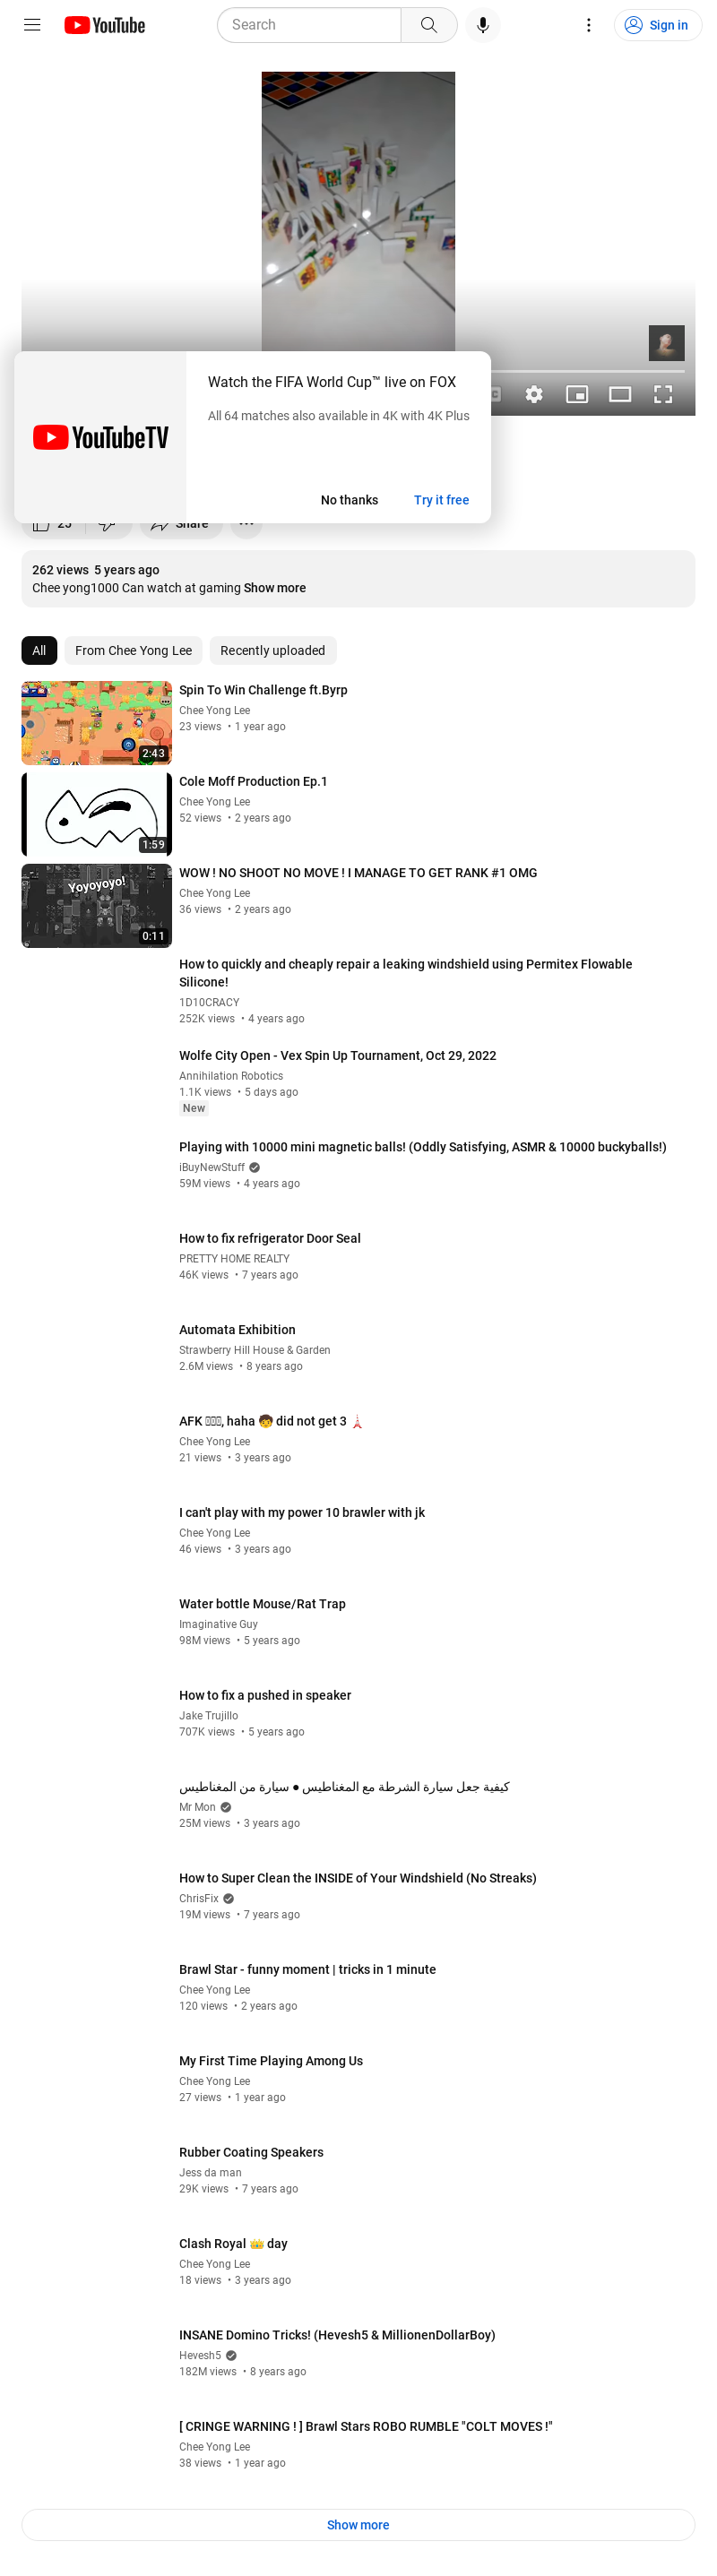 YouTube
Search
Sign in
Watch the FIFA World Cup™ live on FOX
All 64 matches also available in 4K with 4K Plus
YouTubeTV
No thanks
Try it free
25
Share
262 views 5 years ago
Chee yong1000 Can watch at gaming Show more
All
From Chee Yong Lee
Recently uploaded
Spin To Win Challenge ft.Byrp
Chee Yong Lee
23 views • 1 year ago
2:43
Cole Moff Production Ep.1
Chee Yong Lee
52 views • 2 years ago
1:59
WOW ! NO SHOOT NO MOVE ! I MANAGE TO GET RANK #1 OMG
Yoyoyoyo!
Chee Yong Lee
36 views • 2 years ago
0:11
How to quickly and cheaply repair a leaking windshield using Permitex Flowable
Silicone!
1D10CRACY
252K views • 4 years ago
Wolfe City Open - Vex Spin Up Tournament, Oct 29, 2022
Annihilation Robotics
1.1K views • 5 days ago
New
Playing with 10000 mini magnetic balls! (Oddly Satisfying, ASMR & 10000 buckyballs!)
iBuyNewStuff
59M views • 4 years ago
How to fix refrigerator Door Seal
PRETTY HOME REALTY
46K views • 7 years ago
Automata Exhibition
Strawberry Hill House & Garden
2.6M views • 8 years ago
AFK , haha 🧒 did not get 3 🗼
Chee Yong Lee
21 views • 3 years ago
I can't play with my power 10 brawler with jk
Chee Yong Lee
46 views • 3 years ago
Water bottle Mouse/Rat Trap
Imaginative Guy
98M views • 5 years ago
How to fix a pushed in speaker
Jake Trujillo
707K views • 5 years ago
كيفية جعل سيارة الشرطة مع المغناطيس ● سيارة من المغناطيس
Mr Mon
25M views • 3 years ago
How to Super Clean the INSIDE of Your Windshield (No Streaks)
ChrisFix
19M views • 7 years ago
Brawl Star - funny moment | tricks in 1 minute
Chee Yong Lee
120 views • 2 years ago
My First Time Playing Among Us
Chee Yong Lee
27 views • 1 year ago
Rubber Coating Speakers
Jess da man
29K views • 7 years ago
Clash Royal 👑 day
Chee Yong Lee
18 views • 3 years ago
INSANE Domino Tricks! (Hevesh5 & MillionenDollarBoy)
Hevesh5
182M views • 8 years ago
[ CRINGE WARNING ! ] Brawl Stars ROBO RUMBLE "COLT MOVES !"
Chee Yong Lee
38 views • 1 year ago
Show more